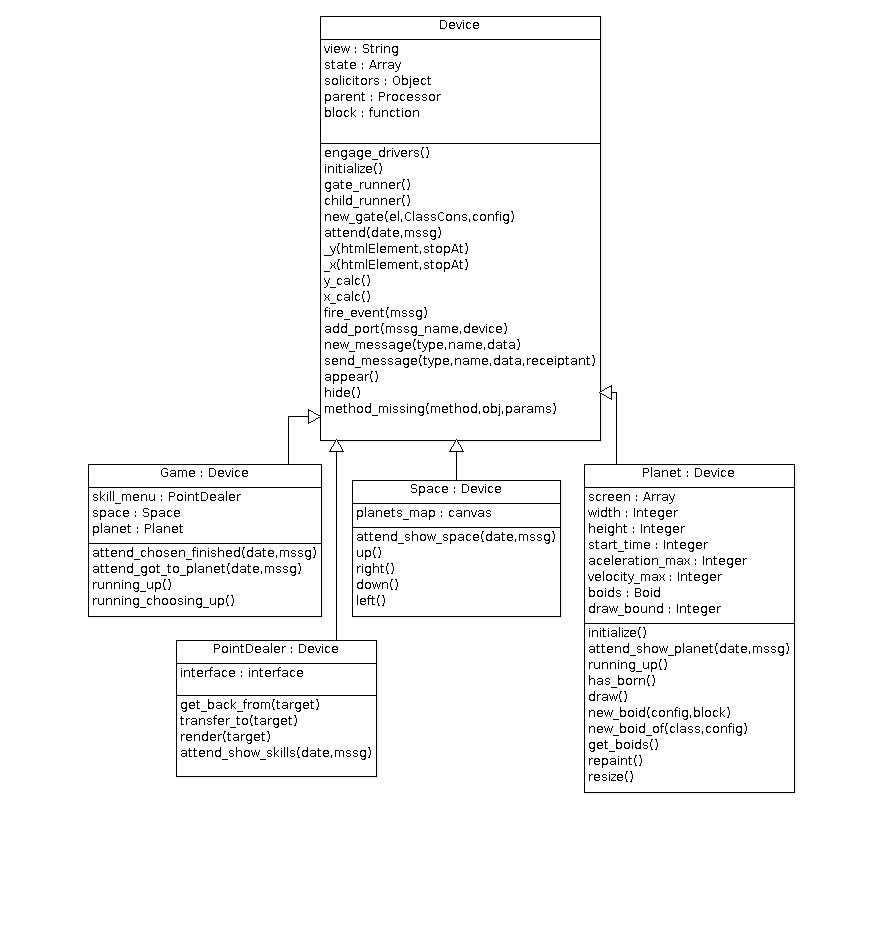 Device
view : String
state : Array
solicitors : Object
parent : Processor
block : function
engage_drivers()
initialize()
gate_runner()
child_runner()
new_gate(el,ClassCons,config)
attend(date,mssg)
_y(htmlElement,stopAt)
_x(htmlElement,stopAt)
y_calc()
x_calc()
fire_event(mssg)
add_port(mssg_name,device)
new_message(type,name,data)
send_message(type,name,data,receiptant)
appear()
hide()
method_missing(method,obj,params)
Game : Device
skill_menu : PointDealer
space : Space
planet : Planet
attend_chosen_finished(date,mssg)
attend_got_to_planet(date,mssg)
running_up()
running_choosing_up()
Space : Device
planets_map : canvas
attend_show_space(date,mssg)
up()
right()
down()
left()
Planet : Device
screen : Array
width : Integer
height : Integer
start_time : Integer
aceleration_max : Integer
velocity_max : Integer
boids : Boid
draw_bound : Integer
initialize()
attend_show_planet(date,mssg)
running_up()
has_born()
draw()
new_boid(config,block)
new_boid_of(class,config)
get_boids()
repaint()
resize()
PointDealer : Device
interface : interface
get_back_from(target)
transfer_to(target)
render(target)
attend_show_skills(date,mssg)